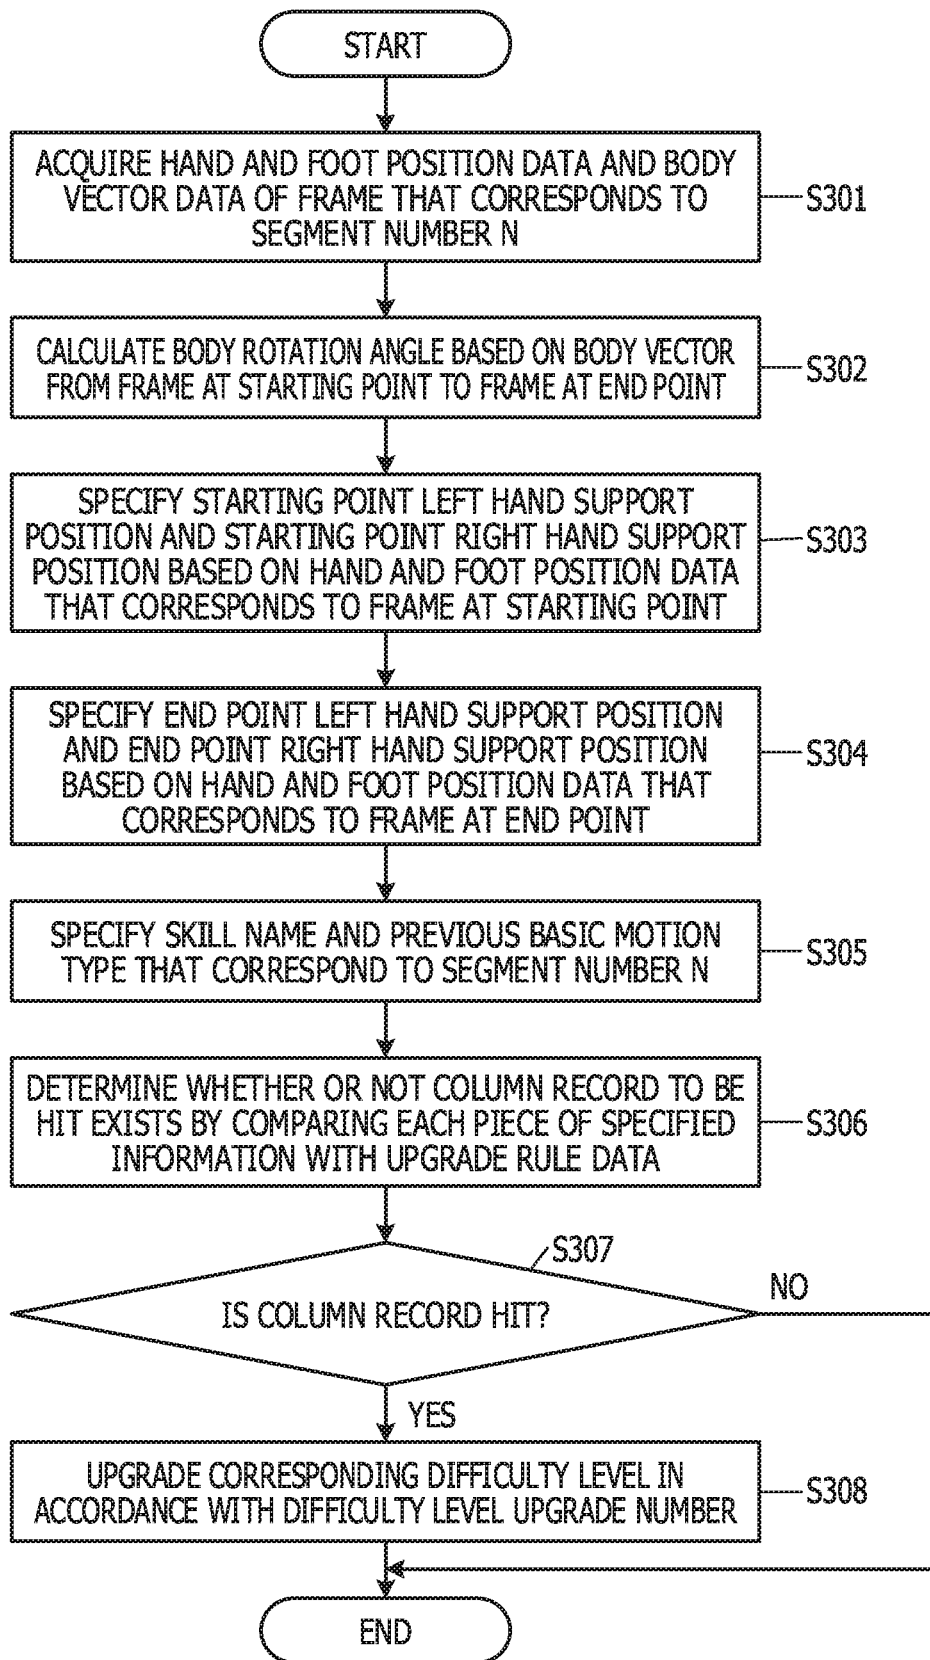 START
ACQUIRE HAND AND FOOT POSITION DATA AND BODY
VECTOR DATA OF FRAME THAT CORRESPONDS TO
SEGMENT NUMBER N
S301
CALCULATE BODY ROTATION ANGLE BASED ON BODY VECTOR
FROM FRAME AT STARTING POINT TO FRAME AT END POINT
S302
SPECIFY STARTING POINT LEFT HAND SUPPORT
POSITION AND STARTING POINT RIGHT HAND SUPPORT
POSITION BASED ON HAND AND FOOT POSITION DATA
THAT CORRESPONDS TO FRAME AT STARTING POINT
S303
SPECIFY END POINT LEFT HAND SUPPORT POSITION
AND END POINT RIGHT HAND SUPPORT POSITION
BASED ON HAND AND FOOT POSITION DATA THAT
CORRESPONDS TO FRAME AT END POINT
S304
SPECIFY SKILL NAME AND PREVIOUS BASIC MOTION
TYPE THAT CORRESPOND TO SEGMENT NUMBER N
S305
DETERMINE WHETHER OR NOT COLUMN RECORD TO BE
HIT EXISTS BY COMPARING EACH PIECE OF SPECIFIED
INFORMATION WITH UPGRADE RULE DATA
S306
S307
IS COLUMN RECORD HIT?
NO
YES
UPGRADE CORRESPONDING DIFFICULTY LEVEL IN
ACCORDANCE WITH DIFFICULTY LEVEL UPGRADE NUMBER
S308
END